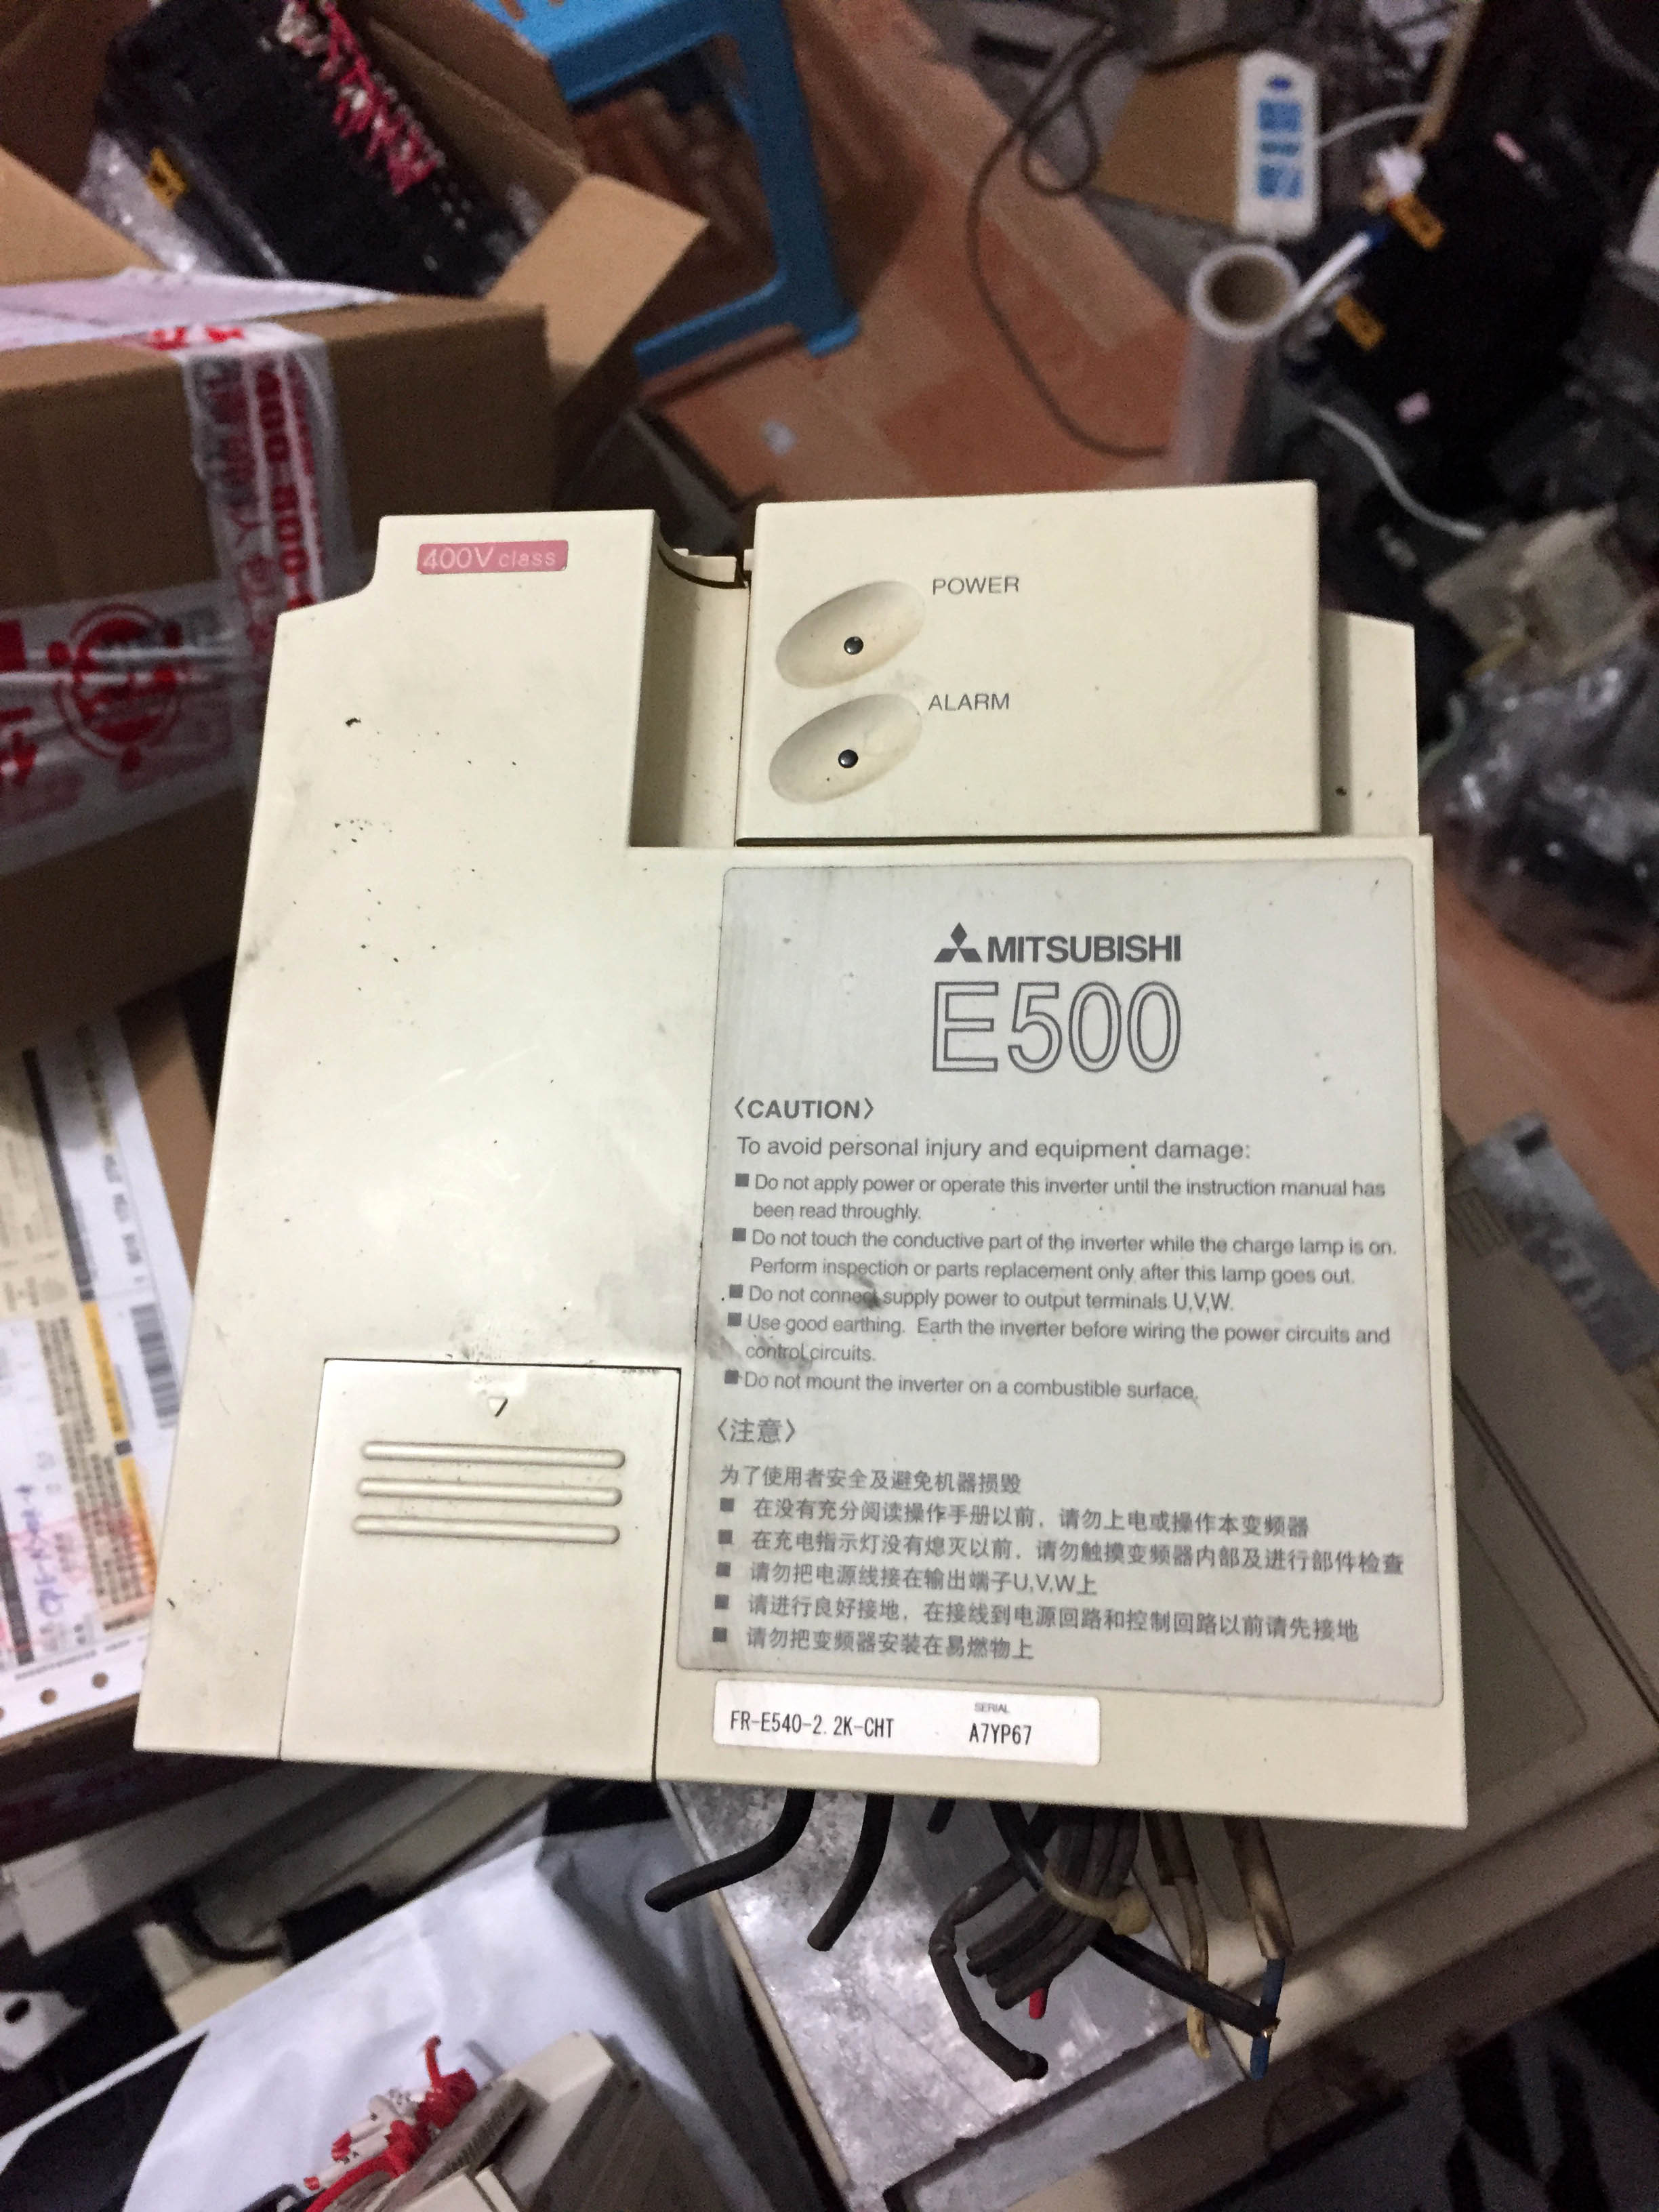 400V class
POWER
ALARM
MITSUBISHI
E500
〈CAUTION〉
To avoid personal injury and equipment damage:
■ Do not apply power or operate this inverter until the instruction manual has
been read throughly.
■ Do not touch the conductive part of the inverter while the charge lamp is on.
Perform inspection or parts replacement only after this lamp goes out.
■ Do not connect supply power to output terminals U,V,W.
■ Use good earthing. Earth the inverter before wiring the power circuits and
control circuits.
■ Do not mount the inverter on a combustible surface.
〈注意〉
为了使用者安全及避免机器损毁
■ 在没有充分阅读操作手册以前，请勿上电或操作本变频器
■ 在充电指示灯没有熄灭以前，请勿触摸变频器内部及进行部件检查
■ 请勿把电源线接在输出端子U,V,W上
■ 请进行良好接地，在接线到电源回路和控制回路以前请先接地
■ 请勿把变频器安装在易燃物上
SERIAL
FR-E540-2.2K-CHT A7YP67